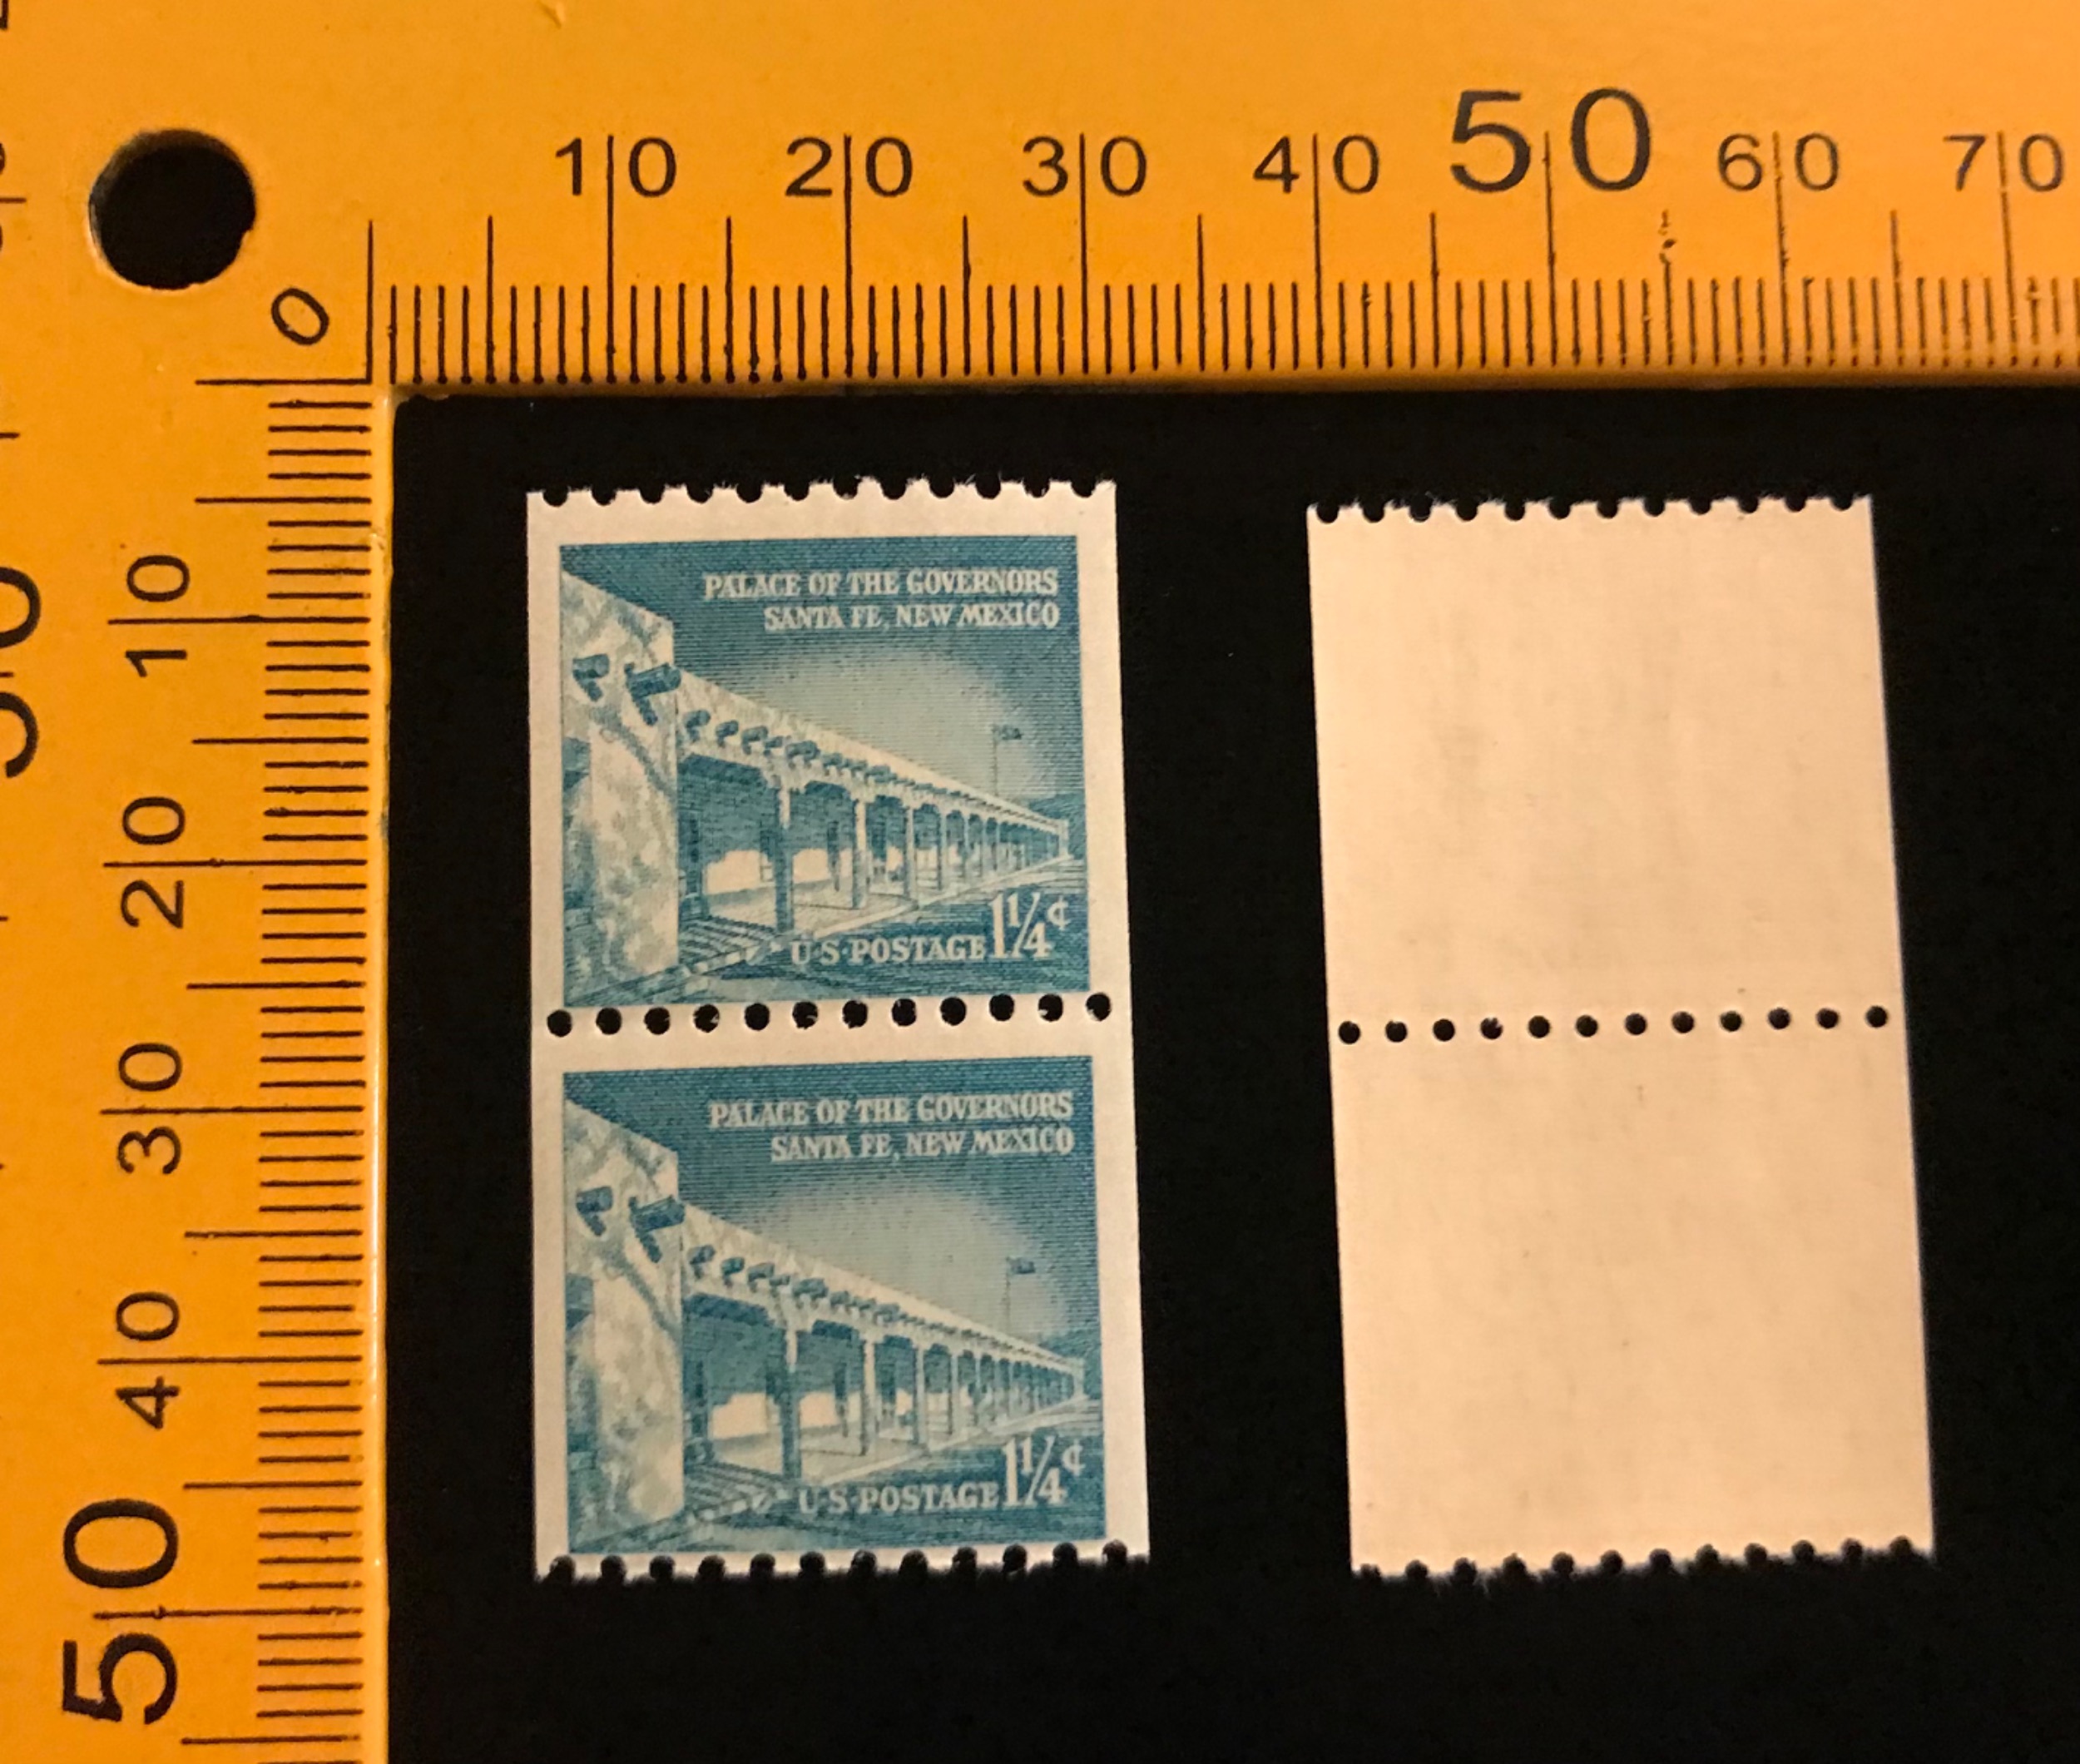 10 20 30 40 50 60 70
0
10
20
30
40
50
PALACE OF THE GOVERNORS
SANTA FE, NEW MEXICO
U·S·POSTAGE 1¼¢
PALACE OF THE GOVERNORS
SANTA FE, NEW MEXICO
U·S·POSTAGE 1¼¢